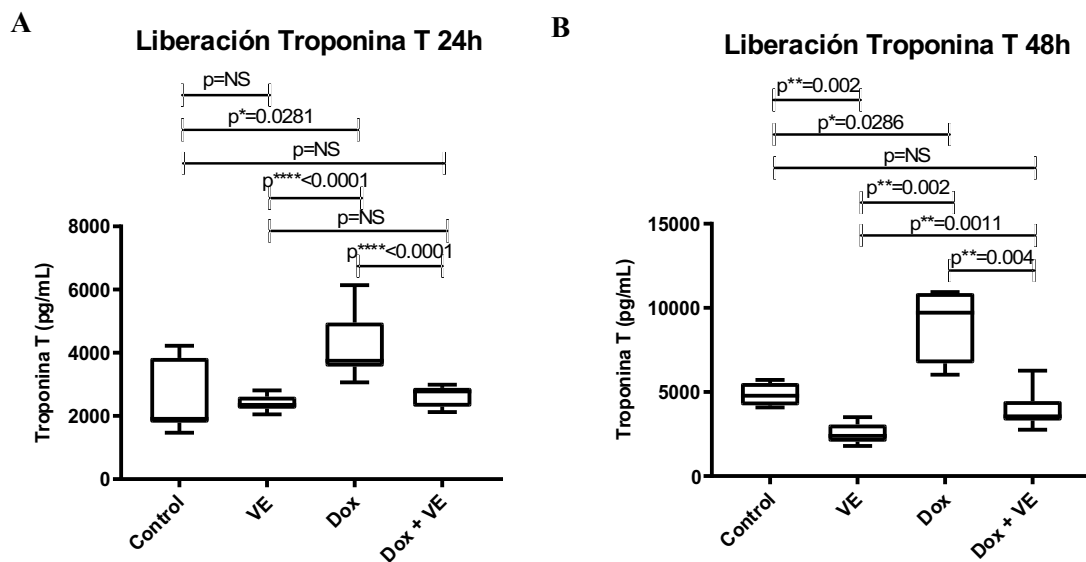 A
Liberación Troponina T 24h
p=NS
p*=0.0281
p=NS
p****<0.0001
p=NS
p****<0.0001
Troponina T (pg/mL)
8000
6000
4000
2000
0
Control
VE
Dox
Dox + VE
B
Liberación Troponina T 48h
p**=0.002
p*=0.0286
p=NS
p**=0.002
p**=0.0011
p**=0.004
Troponina T (pg/mL)
15000
10000
5000
0
Control
VE
Dox
Dox + VE